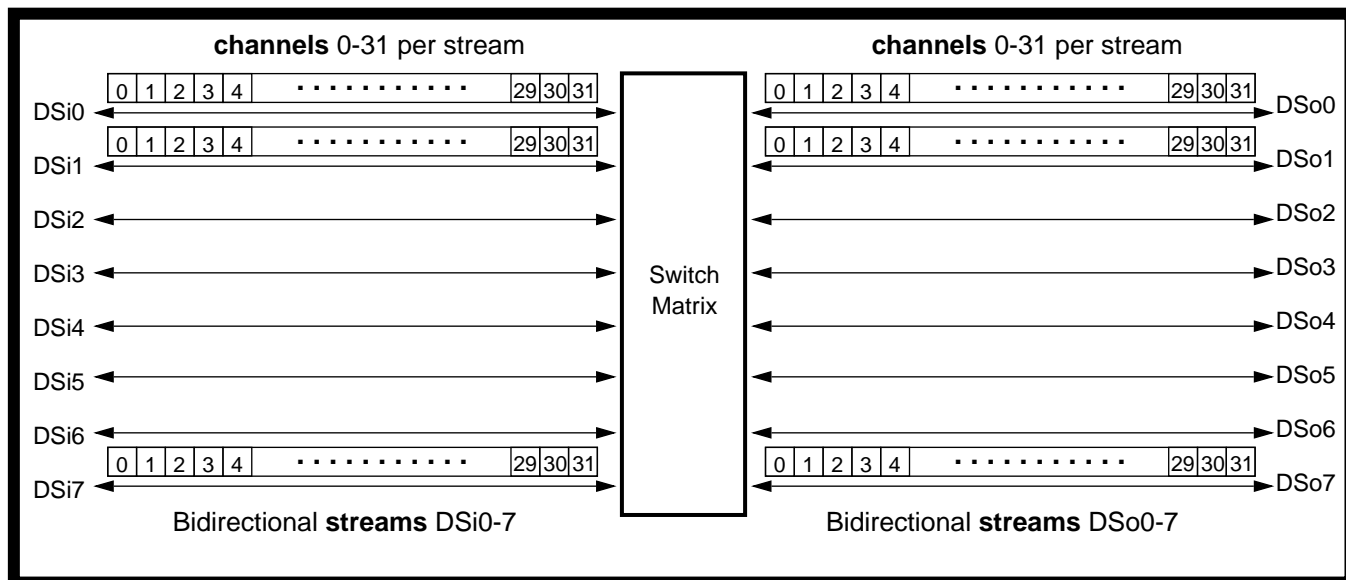 channels 0-31 per stream channels 0-31 per stream
0 1 2 3 4 ........... 29 30 31 0 1 2 3 4 ........... 29 30 31
DSi0 DSo0
0 1 2 3 4 ........... 29 30 31 0 1 2 3 4 ........... 29 30 31
DSi1 DSo1
DSi2 DSo2
DSi3 Switch DSo3
Matrix
DSi4 DSo4
DSi5 DSo5
DSi6 DSo6
0 1 2 3 4 ........... 29 30 31 0 1 2 3 4 ........... 29 30 31
DSi7 DSo7
Bidirectional streams DSi0-7 Bidirectional streams DSo0-7